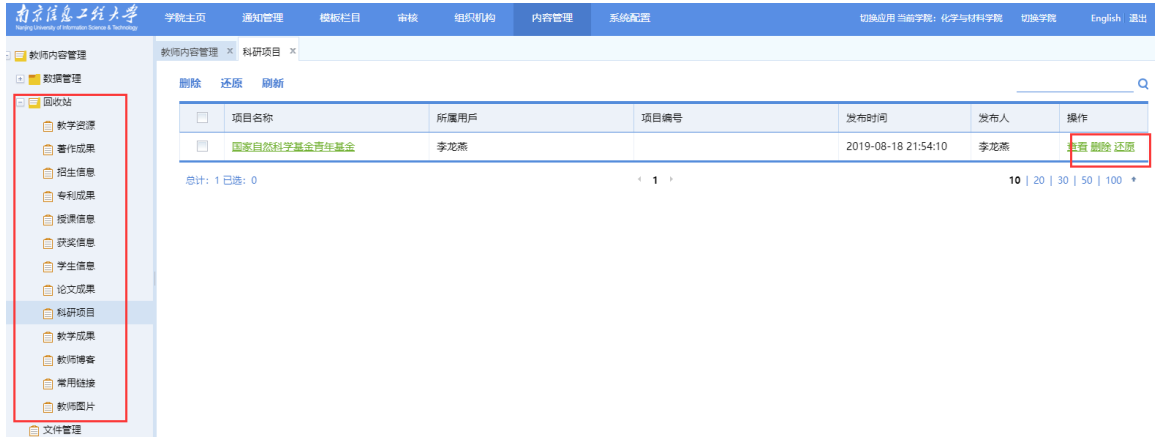 南京信息工程大学 学院主页 通知管理 模板栏目 审核 组织机构 内容管理 系统配置 切换应用 当前学院：化学与材料学院 切换学院 English 退出
Nanjing University of Information Science & Technology
教师内容管理
数据管理
回收站
教学资源
著作成果
招生信息
专利成果
授课信息
获奖信息
学生信息
论文成果
科研项目
教学成果
教师博客
常用链接
教师图片
文件管理
教师内容管理 × 科研项目 ×
删除 还原 刷新
项目名称 所属用戶 项目编号 发布时间 发布人 操作
国家自然科学基金青年基金 李龙燕 2019-08-18 21:54:10 李龙燕 查看 删除 还原
总计：1 已选：0 1 10 | 20 | 30 | 50 | 100